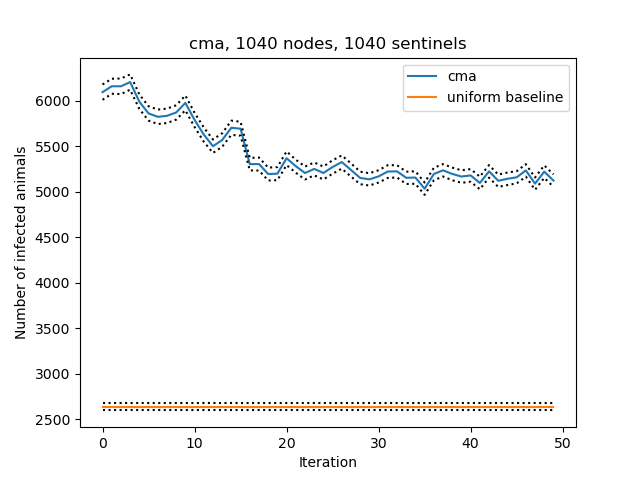 cma, 1040 nodes, 1040 sentinels
cma
uniform baseline
Number of infected animals
6000
5500
5000
4500
4000
3500
3000
2500
0 10 20 30 40 50
Iteration